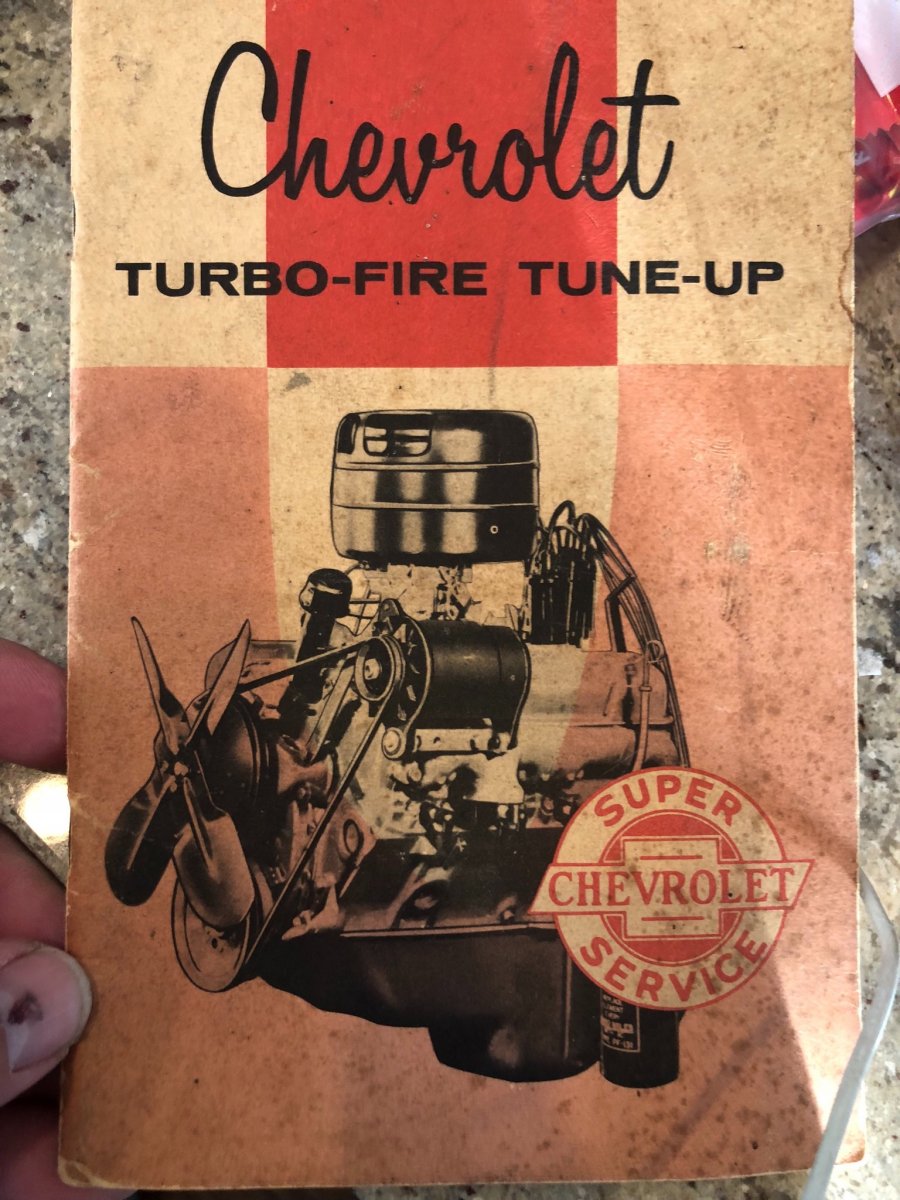 Chevrolet
TURBO-FIRE TUNE-UP
SUPER
CHEVROLET
SERVICE